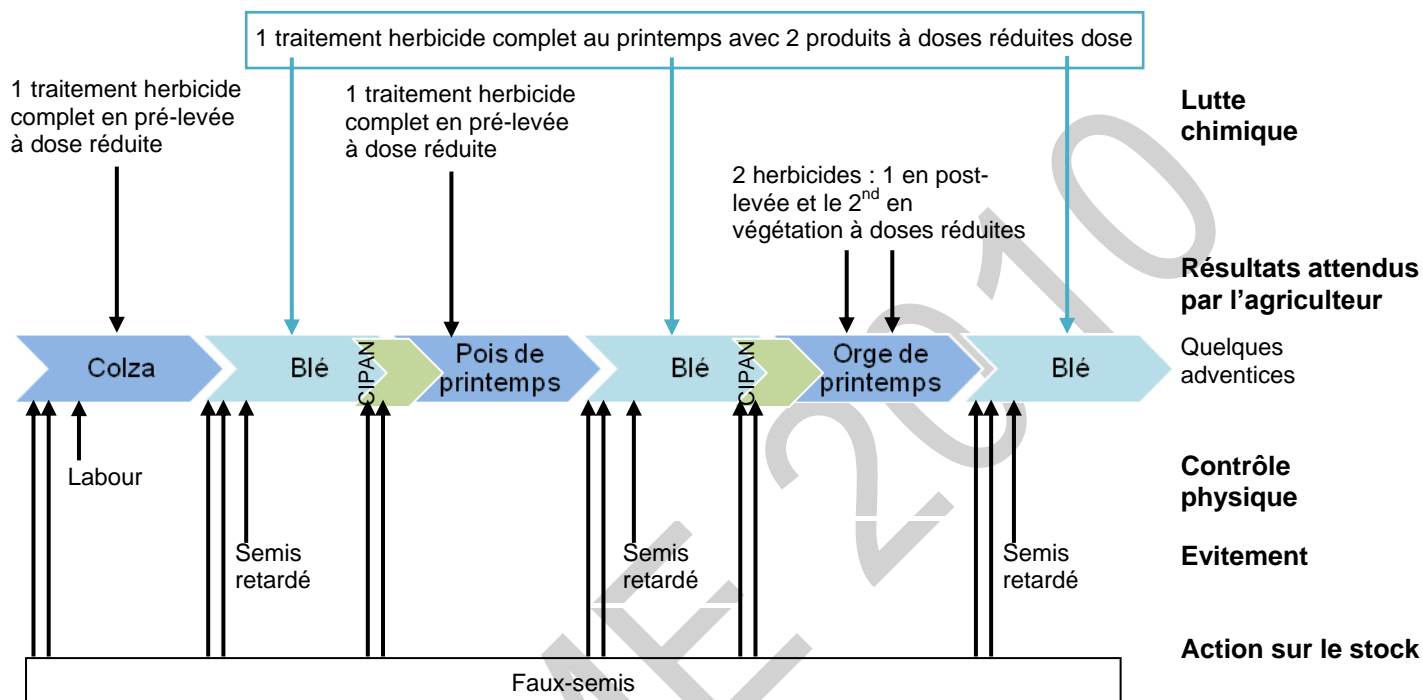 1 traitement herbicide complet au printemps avec 2 produits à doses réduites dose
1 traitement herbicide
complet en pré-levée
à dose réduite
1 traitement herbicide
complet en pré-levée
à dose réduite
Lutte
chimique
2 herbicides : 1 en post-
levée et le 2nd en
végétation à doses réduites
Résultats attendus
par l'agriculteur
Colza
Blé
CIPAN
Pois de
printemps
Blé
CIPAN
Orge de
printemps
Blé
Quelques
adventices
Labour
Contrôle
physique
Semis
retardé
Semis
retardé
Semis
retardé
Evitement
Action sur le stock
Faux-semis
ME 2010